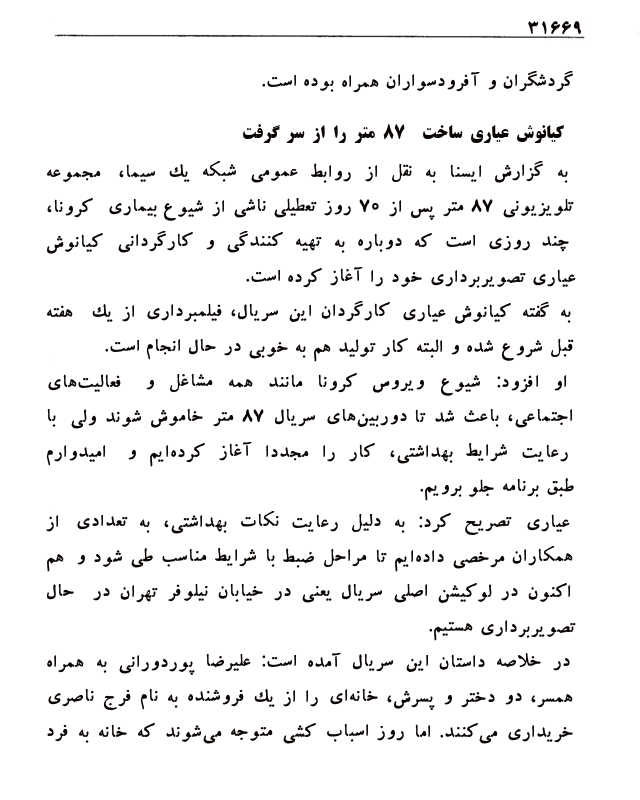 ۳۱۶۶۹
گردشگران و آفرودسواران همراه بوده است.
کیانوش عیاری ساخت ۸۷ متر را از سر گرفت
به گزارش ایسنا به نقل از روابط عمومی شبکه یك سیما، مجموعه
تلویزیونی ۸۷ متر پس از ۷۰ روز تعطیلی ناشی از شیوع بیماری کرونا،
چند روزی است که دوباره به تهیه کنندگی و کارگردانی کیانوش
عیاری تصویربرداری خود را آغاز کرده است.
به گفته کیانوش عیاری کارگردان این سریال، فیلمبرداری از یك هفته
قبل شروع شده و البته کار تولید هم به خوبی در حال انجام است.
او افزود: شیوع ویروس کرونا مانند همه مشاغل و فعالیت‌های
اجتماعی، باعث شد تا دوربین‌های سریال ۸۷ متر خاموش شوند ولی با
رعایت شرایط بهداشتی، کار را مجددا آغاز کرده‌ایم و امیدوارم
طبق برنامه جلو برویم.
عیاری تصریح کرد: به دلیل رعایت نکات بهداشتی، به تعدادی از
همکاران مرخصی داده‌ایم تا مراحل ضبط با شرایط مناسب طی شود و هم
اکنون در لوکیشن اصلی سریال یعنی در خیابان نیلوفر تهران در حال
تصویربرداری هستیم.
در خلاصه داستان این سریال آمده است: علیرضا پوردورانی به همراه
همسر، دو دختر و پسرش، خانه‌ای را از یك فروشنده به نام فرج ناصری
خریداری می‌کنند. اما روز اسباب کشی متوجه می‌شوند که خانه به فرد